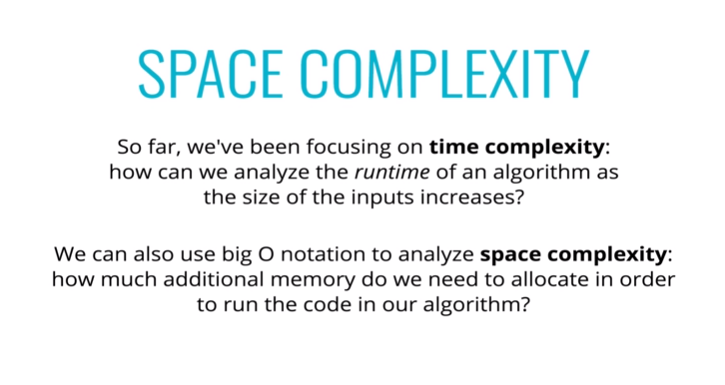 SPACE COMPLEXITY
So far, we've been focusing on time complexity:
how can we analyze the runtime of an algorithm as
the size of the inputs increases?
We can also use big O notation to analyze space complexity:
how much additional memory do we need to allocate in order
to run the code in our algorithm?